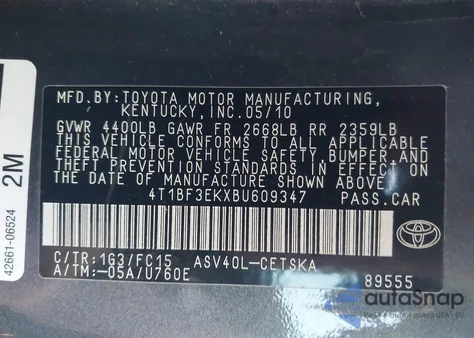 MFD.BY:TOYOTA MOTOR MANUFACTURING,
KENTUCKY,INC.05/10
GVWR 4400LB GAWR FR 2668LB RR 2359LB
THIS VEHICLE CONFORMS TO ALL APPLICABLE
FEDERAL MOTOR VEHICLE SAFETY,BUMPER,AND
THEFT PREVENTION STANDARDS IN EFFECT ON
THE DATE OF MANUFACTURE SHOWN ABOVE.
4T1BF3EKXBU609347 PASS.CAR
C/TR:1G3/FC15 ASV40L-CETSKA
A/TM:-05A/U760E
89555
42661-06524
2M
autoSnap